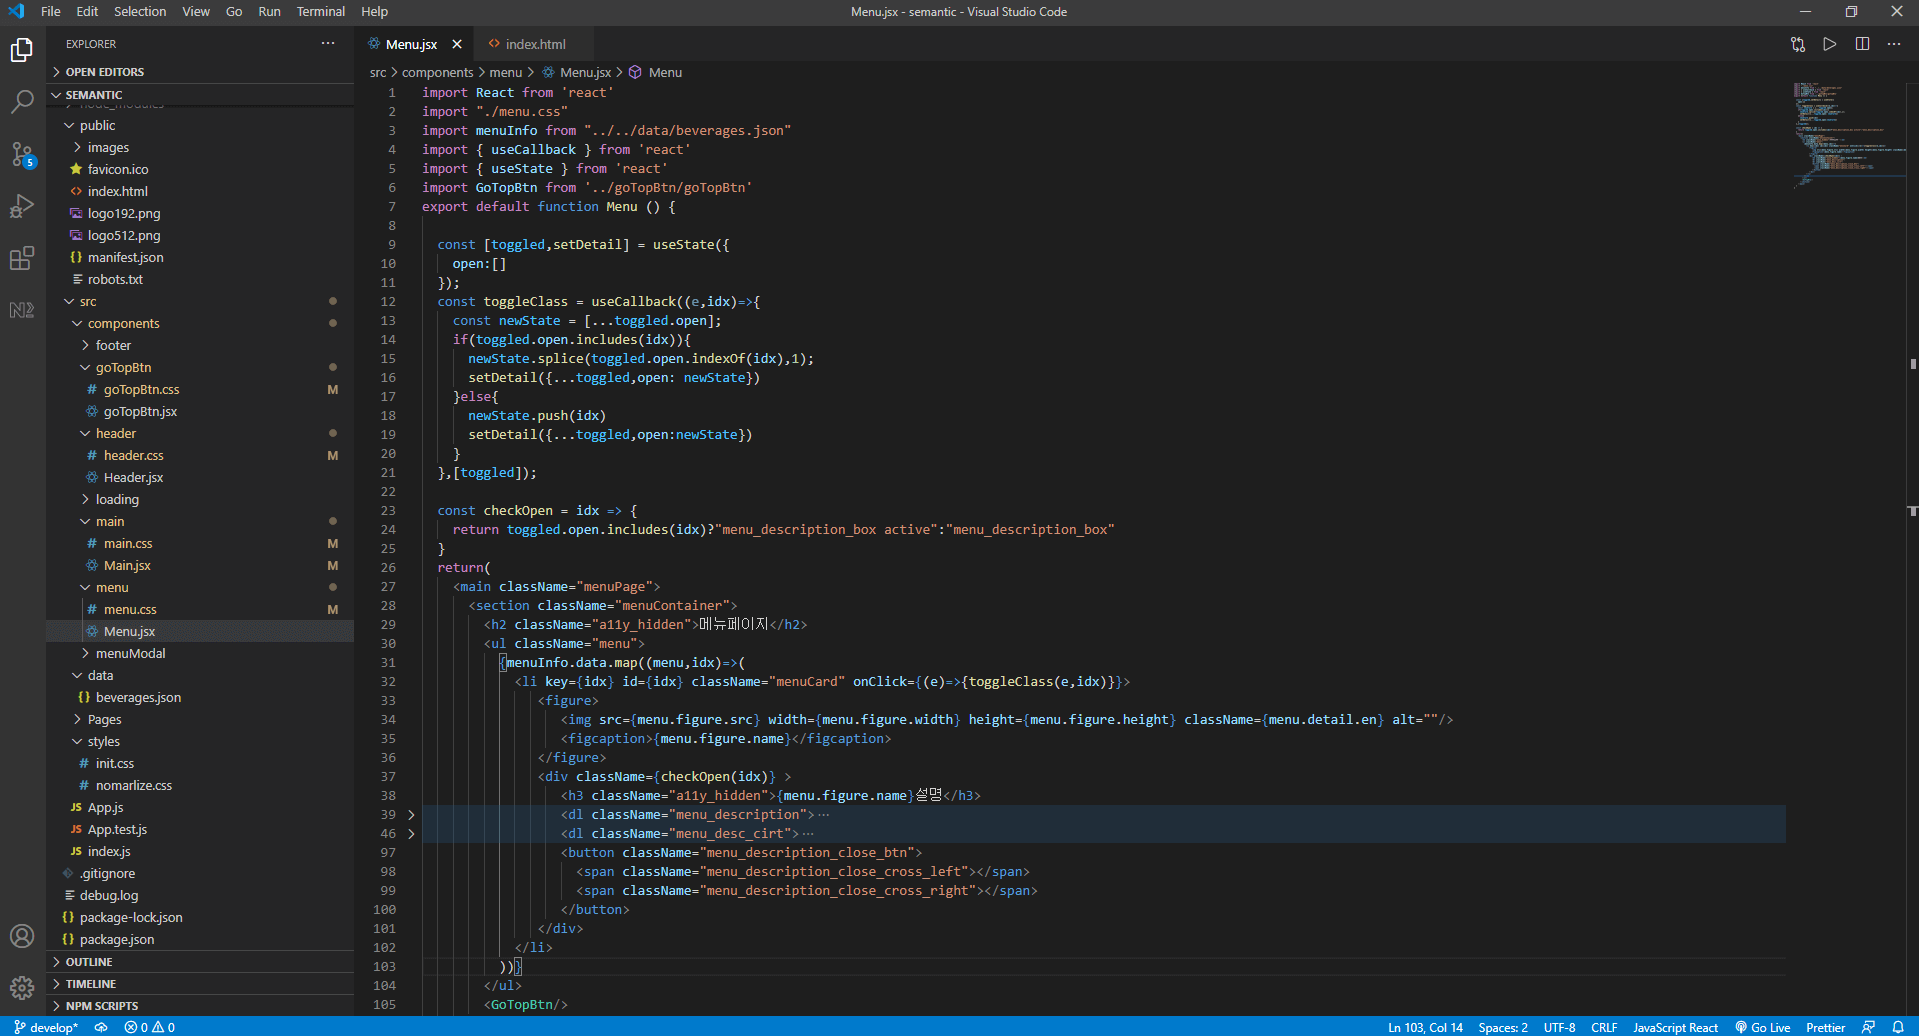 File Edit Selection View Go Run Terminal Help
Menu.jsx - semantic - Visual Studio Code
EXPLORER
OPEN EDITORS
SEMANTIC
node_modules
public
images
favicon.ico
index.html
logo192.png
logo512.png
manifest.json
robots.txt
src
components
footer
goTopBtn
goTopBtn.css M
goTopBtn.jsx
header
header.css M
Header.jsx
loading
main
main.css M
Main.jsx M
menu
menu.css M
Menu.jsx
menuModal
data
beverages.json
Pages
styles
init.css
nomarlize.css
App.js
App.test.js
index.js
.gitignore
debug.log
package-lock.json
package.json
OUTLINE
TIMELINE
NPM SCRIPTS
5
Menu.jsx index.html
src > components > menu > Menu.jsx > Menu
1 import React from 'react'
2 import "./menu.css"
3 import menuInfo from "../../data/beverages.json"
4 import { useCallback } from 'react'
5 import { useState } from 'react'
6 import GoTopBtn from '../goTopBtn/goTopBtn'
7 export default function Menu () {
8
9 const [toggled,setDetail] = useState({
10 open:[]
11 });
12 const toggleClass = useCallback((e,idx)=>{
13 const newState = [...toggled.open];
14 if(toggled.open.includes(idx)){
15 newState.splice(toggled.open.indexOf(idx),1);
16 setDetail({...toggled,open: newState})
17 }else{
18 newState.push(idx)
19 setDetail({...toggled,open:newState})
20 }
21 },[toggled]);
22
23 const checkOpen = idx => {
24 return toggled.open.includes(idx)?"menu_description_box active":"menu_description_box"
25 }
26 return(
27 <main className="menuPage">
28 <section className="menuContainer">
29 <h2 className="a11y_hidden">메뉴페이지</h2>
30 <ul className="menu">
31 {menuInfo.data.map((menu,idx)=>(
32 <li key={idx} id={idx} className="menuCard" onClick={(e)=>{toggleClass(e,idx)}}>
33 <figure>
34 <img src={menu.figure.src} width={menu.figure.width} height={menu.figure.height} className={menu.detail.en} alt=""/>
35 <figcaption>{menu.figure.name}</figcaption>
36 </figure>
37 <div className={checkOpen(idx)} >
38 <h3 className="a11y_hidden">{menu.figure.name}설명</h3>
39 <dl className="menu_description">…
46 <dl className="menu_desc_cirt">…
97 <button className="menu_description_close_btn">
98 <span className="menu_description_close_cross_left"></span>
99 <span className="menu_description_close_cross_right"></span>
100 </button>
101 </div>
102 </li>
103 ))}
104 </ul>
105 <GoTopBtn/>
develop* 0 0
Ln 103, Col 14 Spaces: 2 UTF-8 CRLF JavaScript React Go Live Prettier